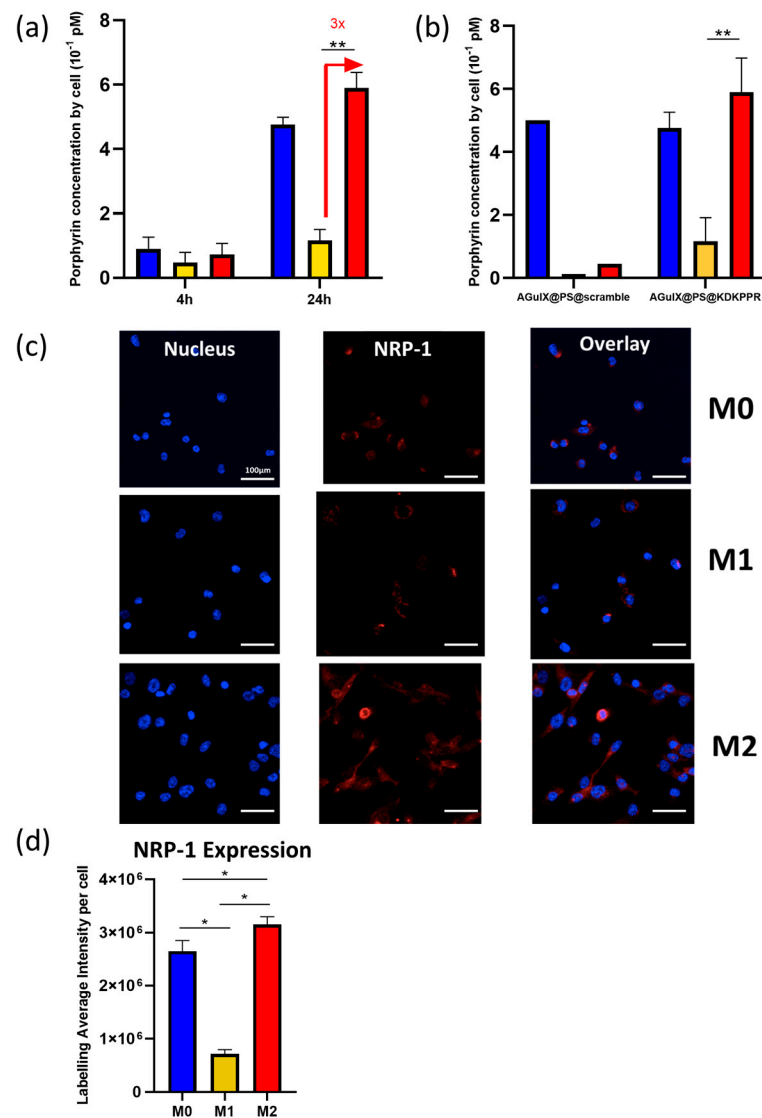 (a)
Porphyrin concentration by cell (10⁻¹ pM)
8
6
4
2
0
3x
**
4h
24h
(b)
Porphyrin concentration by cell (10⁻¹ pM)
8
6
4
2
0
**
AGuIX@PS@scramble
AGuIX@PS@KDKPPR
(c)
Nucleus
NRP-1
Overlay
100µm
M0
M1
M2
(d)
NRP-1 Expression
Labelling Average Intensity per cell
4×10⁶
3×10⁶
2×10⁶
1×10⁶
0
*
*
*
M0 M1 M2